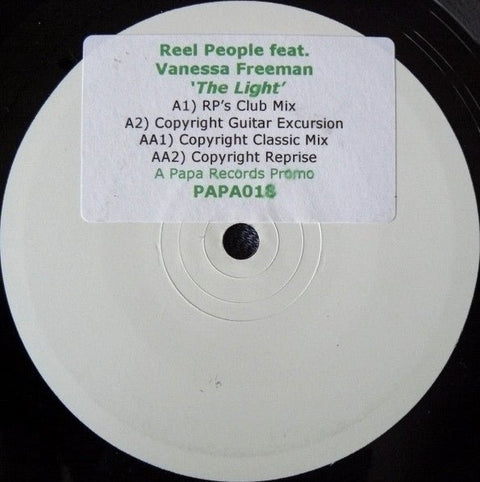 Reel People feat.
Vanessa Freeman
‘The Light’
A1) RP's Club Mix
A2) Copyright Guitar Excursion
AA1) Copyright Classic Mix
AA2) Copyright Reprise
A Papa Records Promo
PAPA018